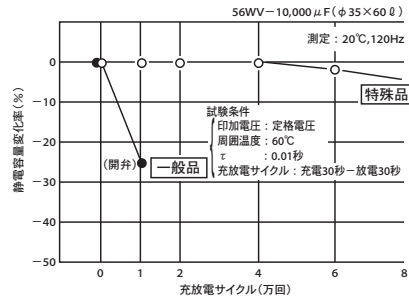 56WV−10,000μF(φ35×60ℓ)
測定：20℃,120Hz
静電容量変化率(％)
0
−10
−20
−30
−40
−50
特殊品
試験条件
印加電圧：定格電圧
周囲温度：60℃
τ ：0.01秒
充放電サイクル：充電30秒−放電30秒
(開弁)
一般品
0 1 2 4 6 8
充放電サイクル(万回)